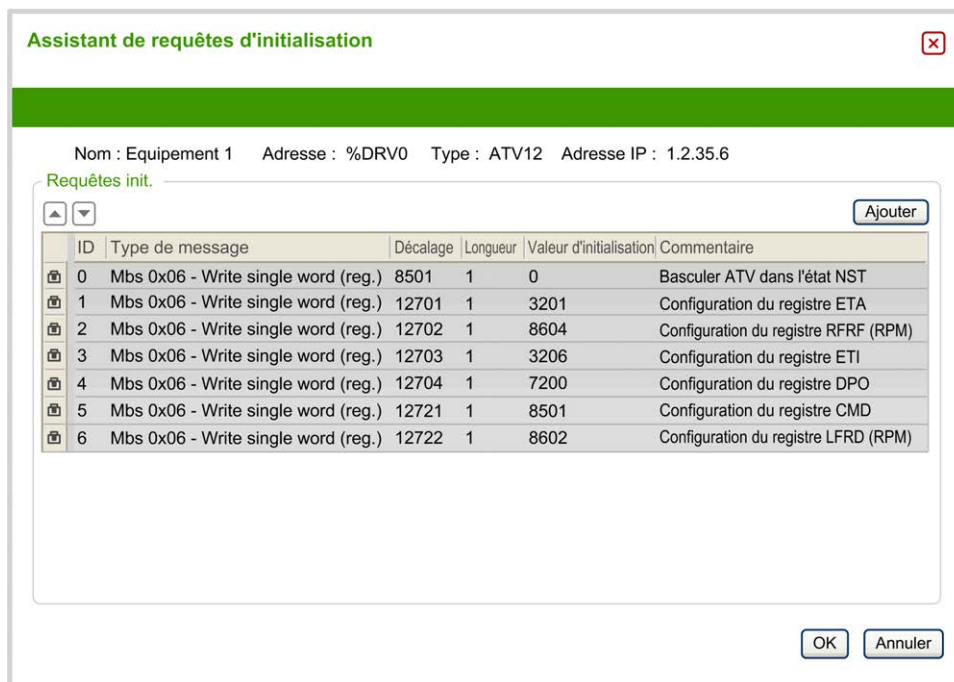 Assistant de requêtes d'initialisation
Nom : Equipement 1 Adresse : %DRV0 Type : ATV12 Adresse IP : 1.2.35.6
Requêtes init.
Ajouter
ID Type de message Décalage Longueur Valeur d'initialisation Commentaire
0 Mbs 0x06 - Write single word (reg.) 8501 1 0 Basculer ATV dans l'état NST
1 Mbs 0x06 - Write single word (reg.) 12701 1 3201 Configuration du registre ETA
2 Mbs 0x06 - Write single word (reg.) 12702 1 8604 Configuration du registre RFRF (RPM)
3 Mbs 0x06 - Write single word (reg.) 12703 1 3206 Configuration du registre ETI
4 Mbs 0x06 - Write single word (reg.) 12704 1 7200 Configuration du registre DPO
5 Mbs 0x06 - Write single word (reg.) 12721 1 8501 Configuration du registre CMD
6 Mbs 0x06 - Write single word (reg.) 12722 1 8602 Configuration du registre LFRD (RPM)
OK Annuler